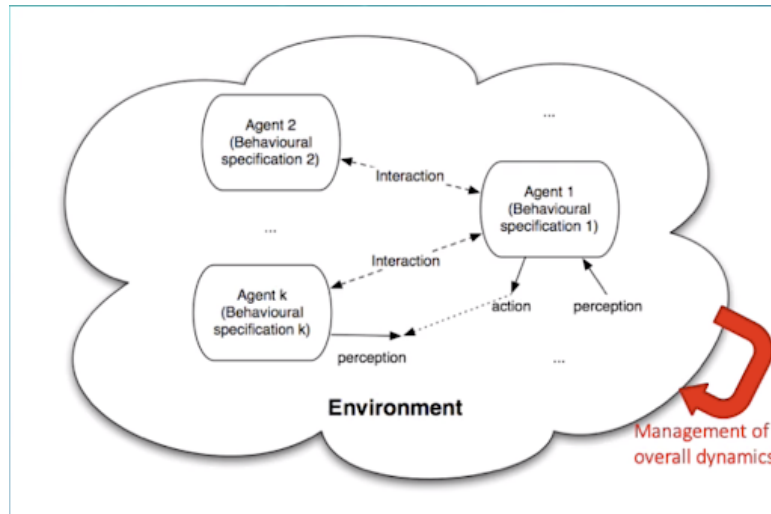 Agent 2
(Behavioural
specification 2)
...
Interaction
Agent 1
(Behavioural
specification 1)
...
Interaction
Agent k
(Behavioural
specification k)
action
perception
perception
...
Environment
Management of
overall dynamics